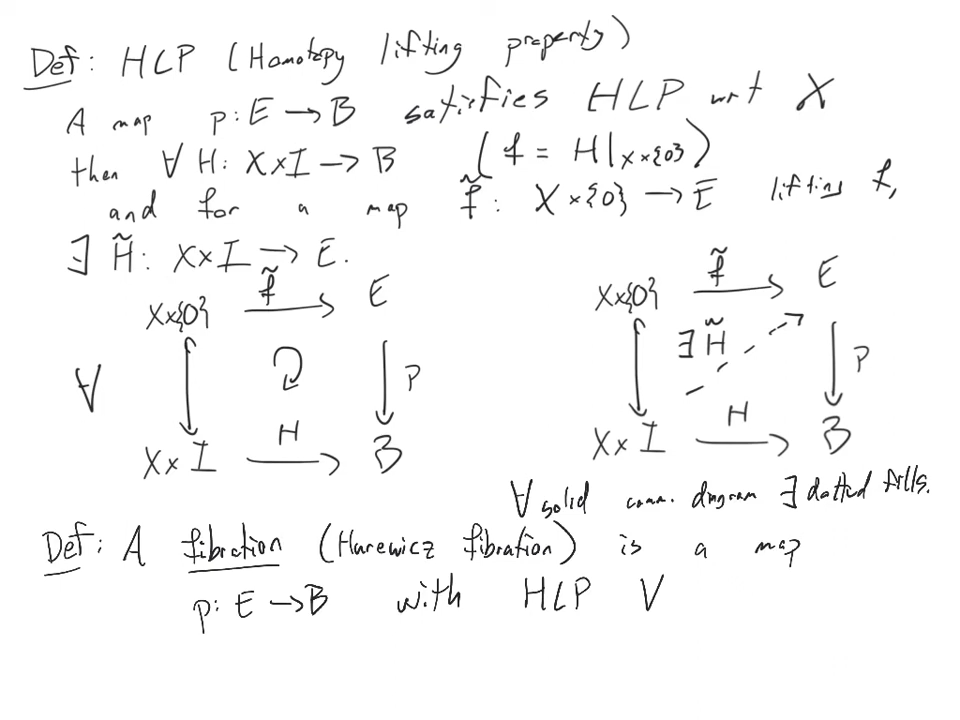 Def: HLP (Homotopy lifting property)
A map p: E → B satisfies HLP wrt X
then ∀ H: X×I → B (f = H|X×{0})
and for a map f̃: X×{0} → E lifting f,
∃ H̃: X×I → E.
X×{0} f̃ E
∀ p
X×I H B
X×{0} f̃ E
∃ H̃ p
X×I H B
∀ solid comm. diagram ∃ dotted fills.
Def: A fibration (Hurewicz fibration) is a map
p: E → B with HLP ∀